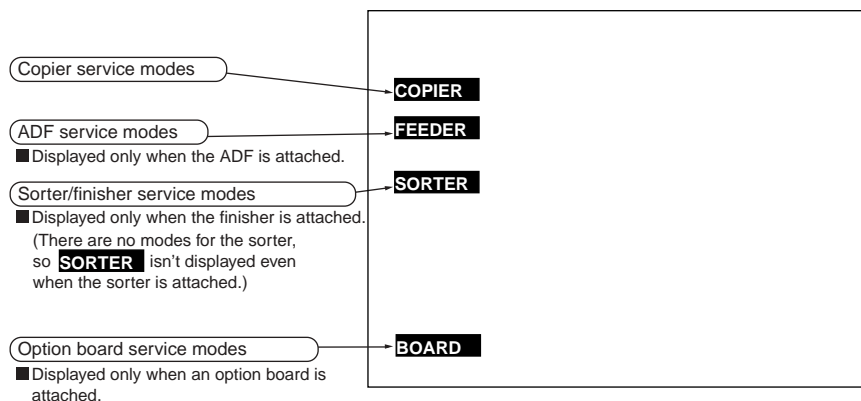 Copier service modes
COPIER
ADF service modes
FEEDER
■Displayed only when the ADF is attached.
Sorter/finisher service modes
SORTER
■Displayed only when the finisher is attached.
(There are no modes for the sorter,
so SORTER isn't displayed even
when the sorter is attached.)
Option board service modes
BOARD
■Displayed only when an option board is
attached.